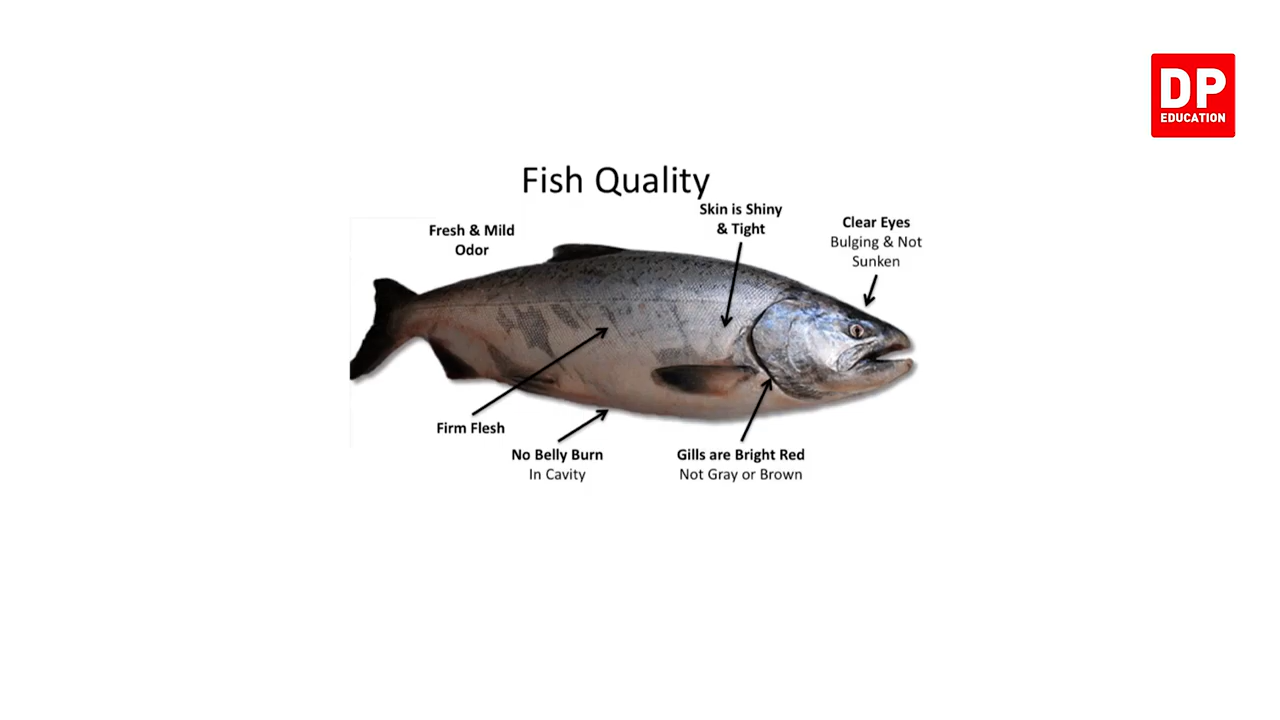 DP
EDUCATION
Fish Quality
Fresh & Mild
Odor
Skin is Shiny
& Tight
Clear Eyes
Bulging & Not
Sunken
Firm Flesh
No Belly Burn
In Cavity
Gills are Bright Red
Not Gray or Brown